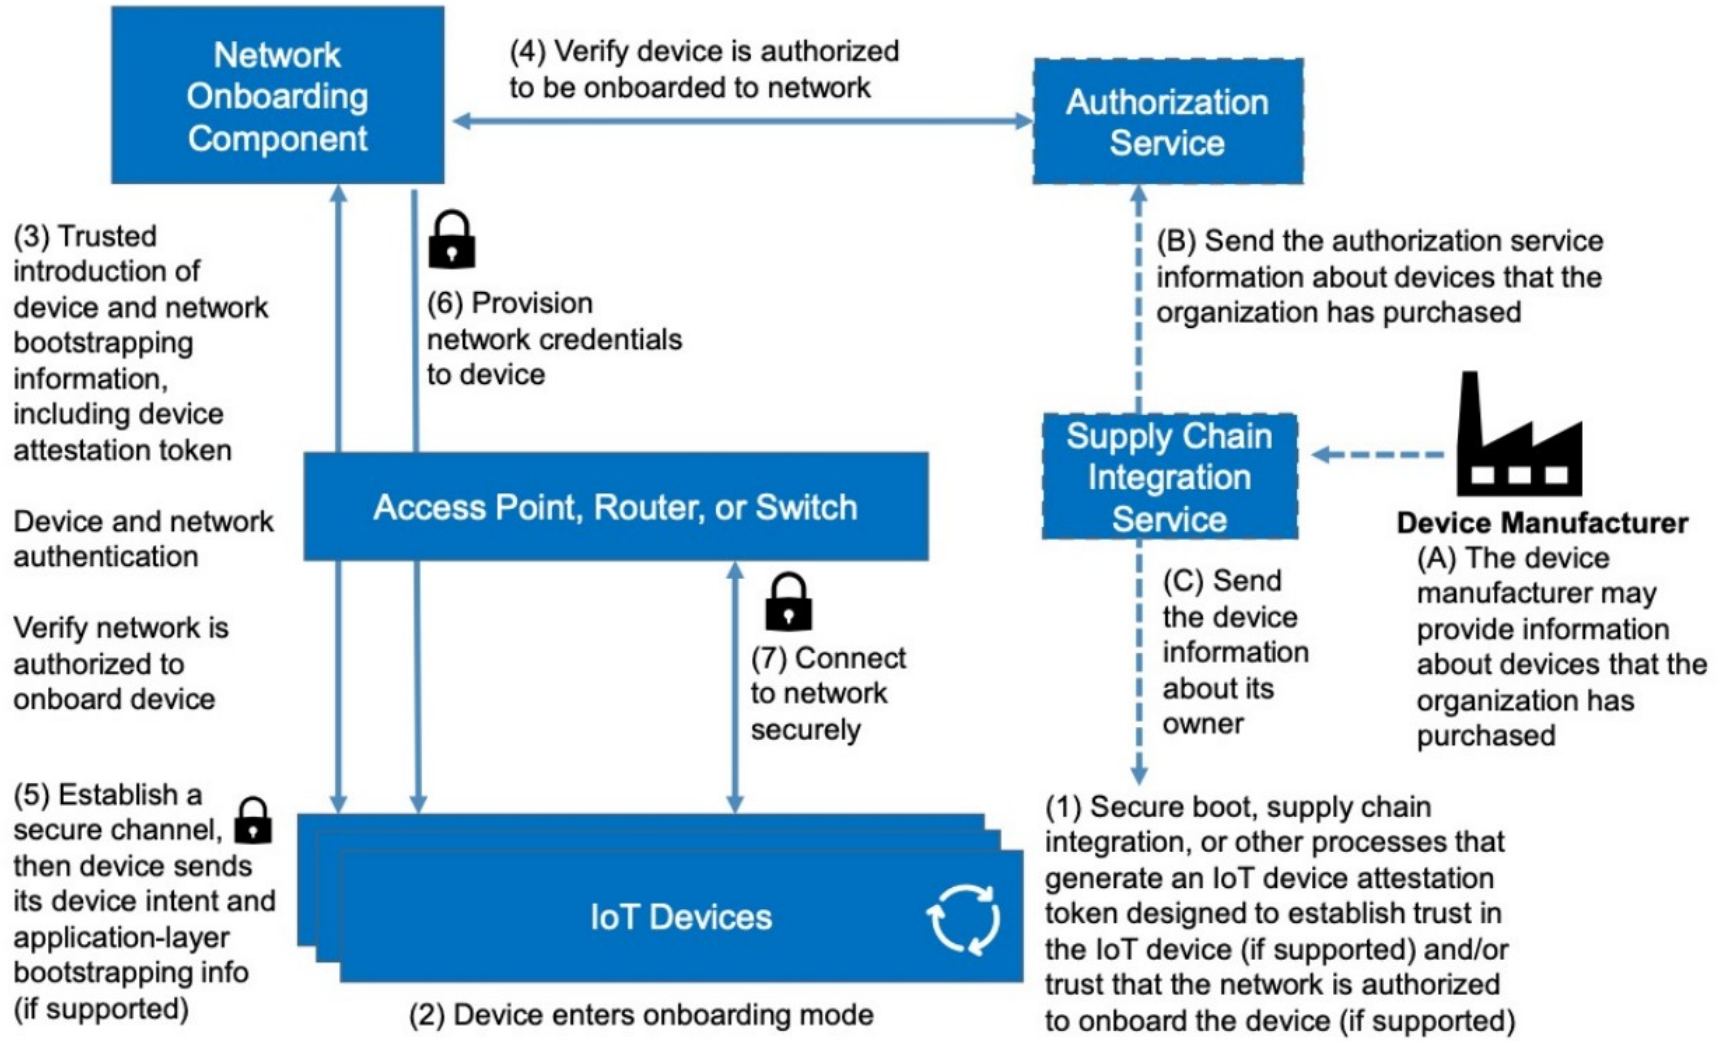 Network
Onboarding
Component
(4) Verify device is authorized
to be onboarded to network
Authorization
Service
(3) Trusted
introduction of
device and network
bootstrapping
information,
including device
attestation token
(6) Provision
network credentials
to device
(B) Send the authorization service
information about devices that the
organization has purchased
Access Point, Router, or Switch
Supply Chain
Integration
Service
Device Manufacturer
(A) The device
manufacturer may
provide information
about devices that the
organization has
purchased
Device and network
authentication
Verify network is
authorized to
onboard device
(7) Connect
to network
securely
(C) Send
the device
information
about its
owner
(5) Establish a
secure channel,
then device sends
its device intent and
application-layer
bootstrapping info
(if supported)
IoT Devices
(2) Device enters onboarding mode
(1) Secure boot, supply chain
integration, or other processes that
generate an IoT device attestation
token designed to establish trust in
the IoT device (if supported) and/or
trust that the network is authorized
to onboard the device (if supported)